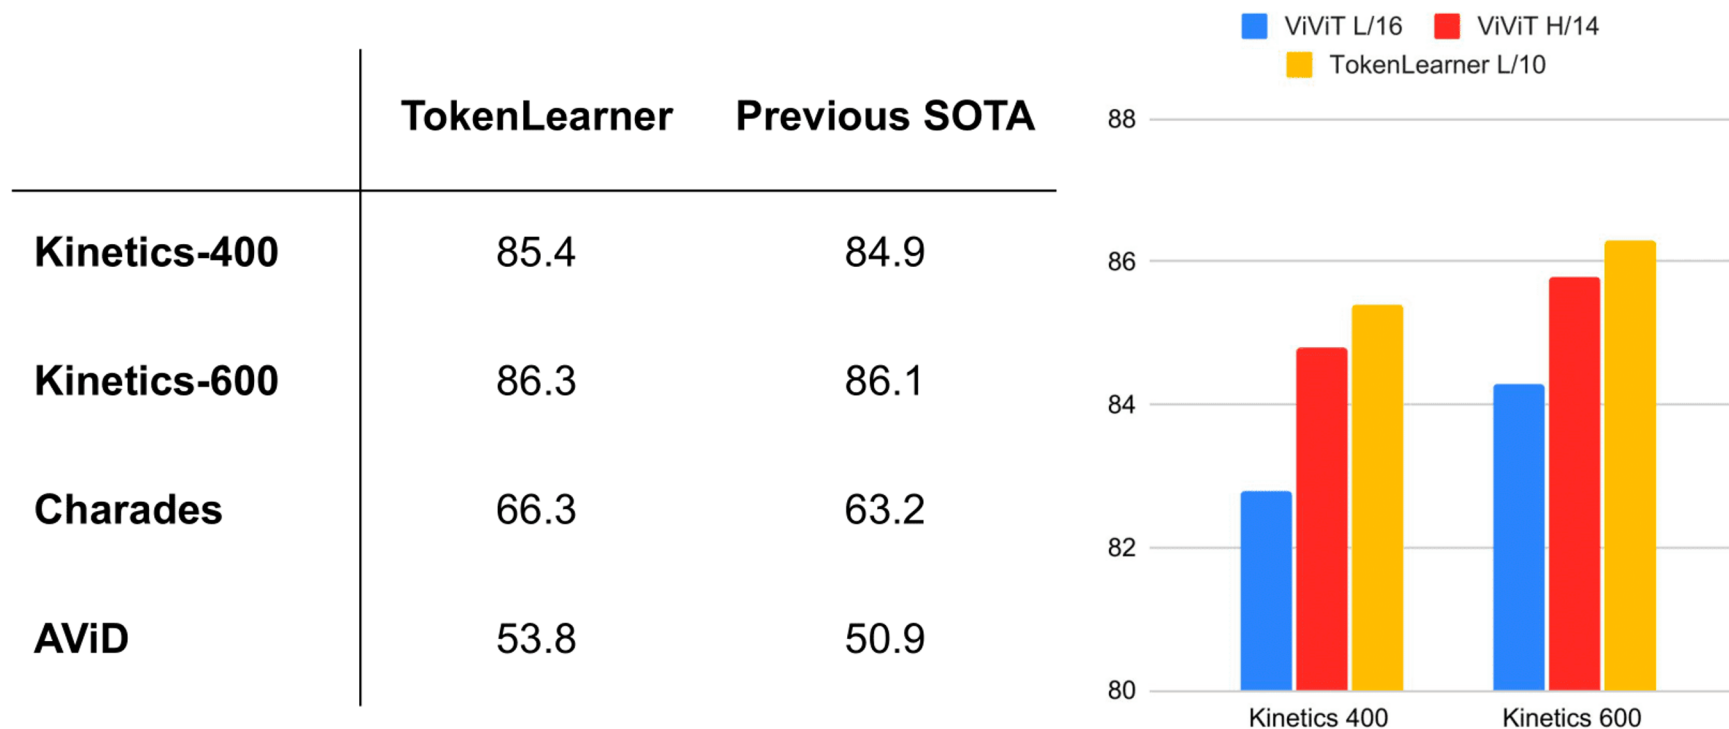 TokenLearner Previous SOTA
Kinetics-400 85.4 84.9
Kinetics-600 86.3 86.1
Charades 66.3 63.2
AViD 53.8 50.9
ViViT L/16 ViViT H/14
TokenLearner L/10
88
86
84
82
80
Kinetics 400 Kinetics 600